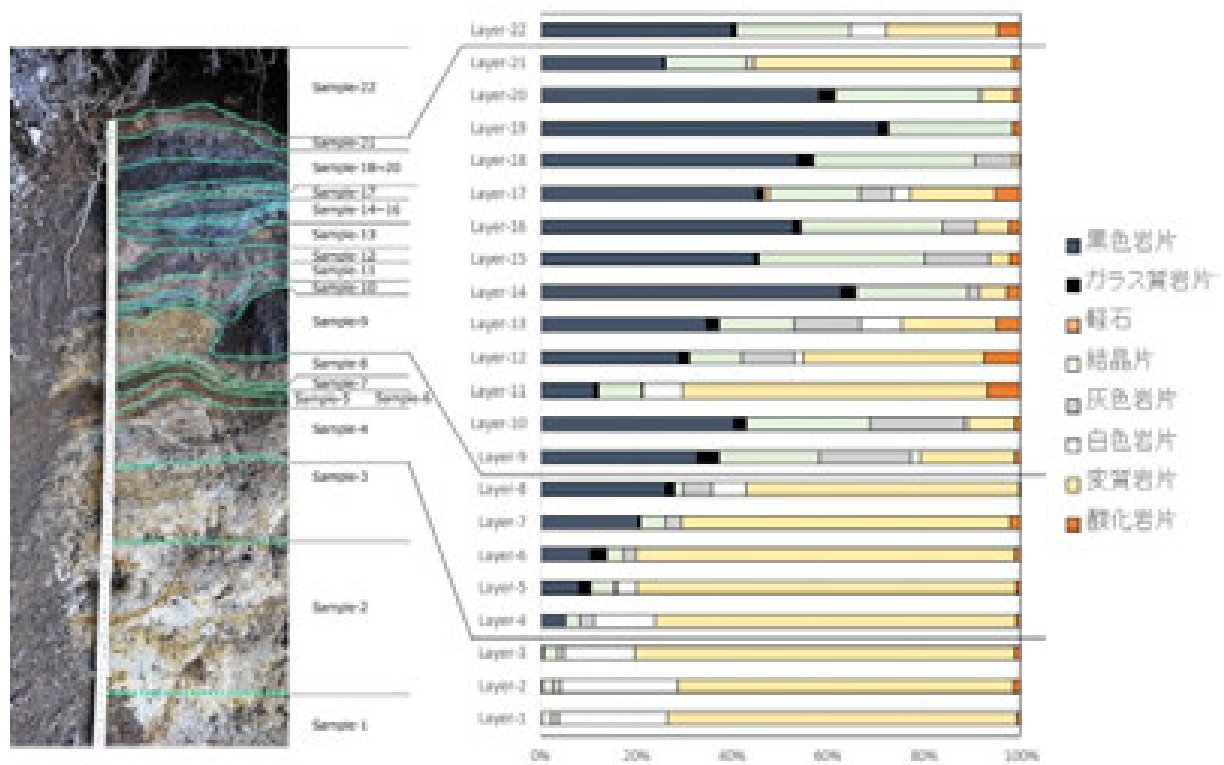 Sample-22
Sample-21
Sample-18~20
Sample-17
Sample-14~16
Sample-13
Sample-12
Sample-11
Sample-10
Sample-9
Sample-8
Sample-7
Sample-5 Sample-6
Sample-4
Sample-3
Sample-2
Sample-1
Layer-22
Layer-21
Layer-20
Layer-19
Layer-18
Layer-17
Layer-16
Layer-15
Layer-14
Layer-13
Layer-12
Layer-11
Layer-10
Layer-9
Layer-8
Layer-7
Layer-6
Layer-5
Layer-4
Layer-3
Layer-2
Layer-1
0% 20% 40% 60% 80% 100%
黒色岩片
ガラス質岩片
軽石
結晶片
灰色岩片
白色岩片
変質岩片
酸化岩片